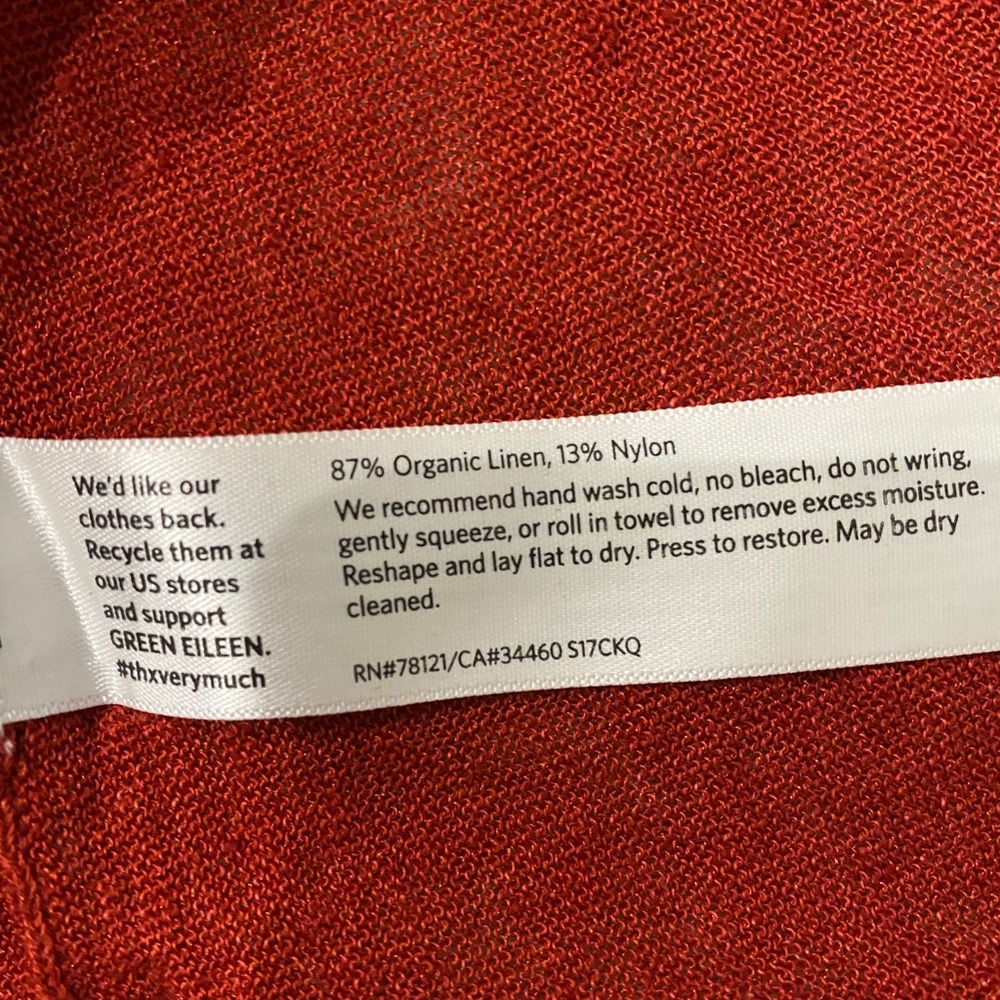 We'd like our
clothes back.
Recycle them at
our US stores
and support
GREEN EILEEN.
#thxverymuch
87% Organic Linen, 13% Nylon
We recommend hand wash cold, no bleach, do not wring,
gently squeeze, or roll in towel to remove excess moisture.
Reshape and lay flat to dry. Press to restore. May be dry
cleaned.
RN#78121/CA#34460 S17CKQ